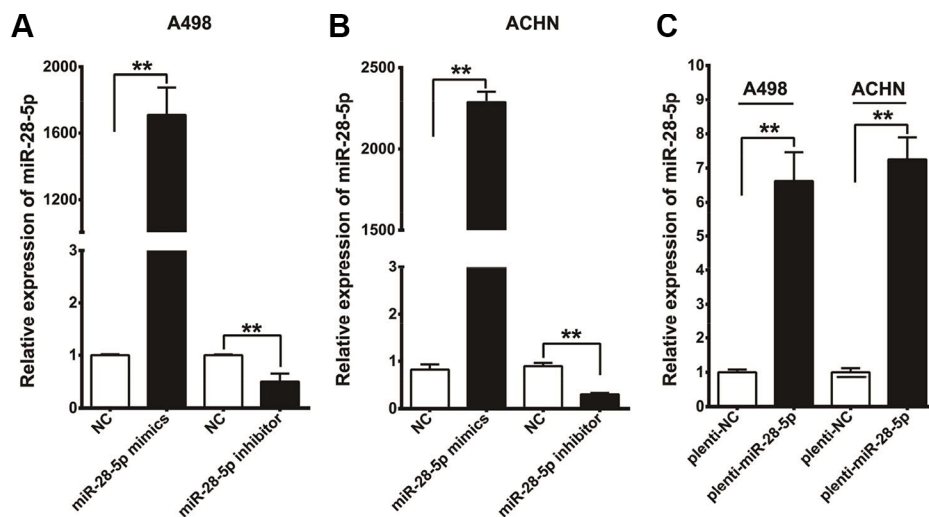 A
A498
Relative expression of miR-28-5p
2000
1600
1200
3
2
1
0
**
**
NC
miR-28-5p mimics
NC
miR-28-5p inhibitor
B
ACHN
Relative expression of miR-28-5p
2500
2000
1500
3
2
1
0
**
**
NC
miR-28-5p mimics
NC
miR-28-5p inhibitor
C
Relative expression of miR-28-5p
10
9
8
7
6
5
4
3
2
1
0
A498
**
ACHN
**
plenti-NC
plenti-miR-28-5p
plenti-NC
plenti-miR-28-5p